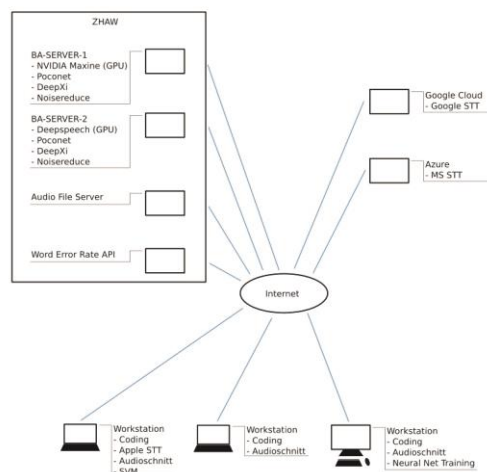 ZHAW
BA-SERVER-1
- NVIDIA Maxine (GPU)
- Poconet
- DeepXi
- Noisereduce
BA-SERVER-2
- Deepspeech (GPU)
- Poconet
- DeepXi
- Noisereduce
Audio File Server
Word Error Rate API
Google Cloud
- Google STT
Azure
- MS STT
Internet
Workstation
- Coding
- Apple STT
- Audioschnitt
- SVM
Workstation
- Coding
- Audioschnitt
Workstation
- Coding
- Audioschnitt
- Neural Net Training